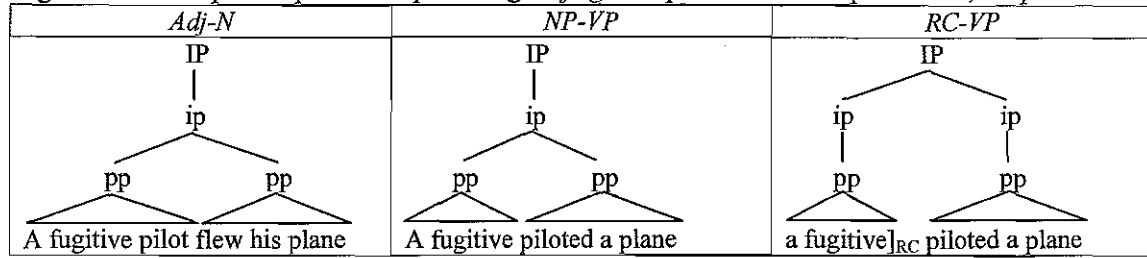 Adj-N NP-VP RC-VP
IP IP IP
ip ip ip ip
pp pp pp pp pp pp
A fugitive pilot flew his plane A fugitive piloted a plane a fugitive]RC piloted a plane